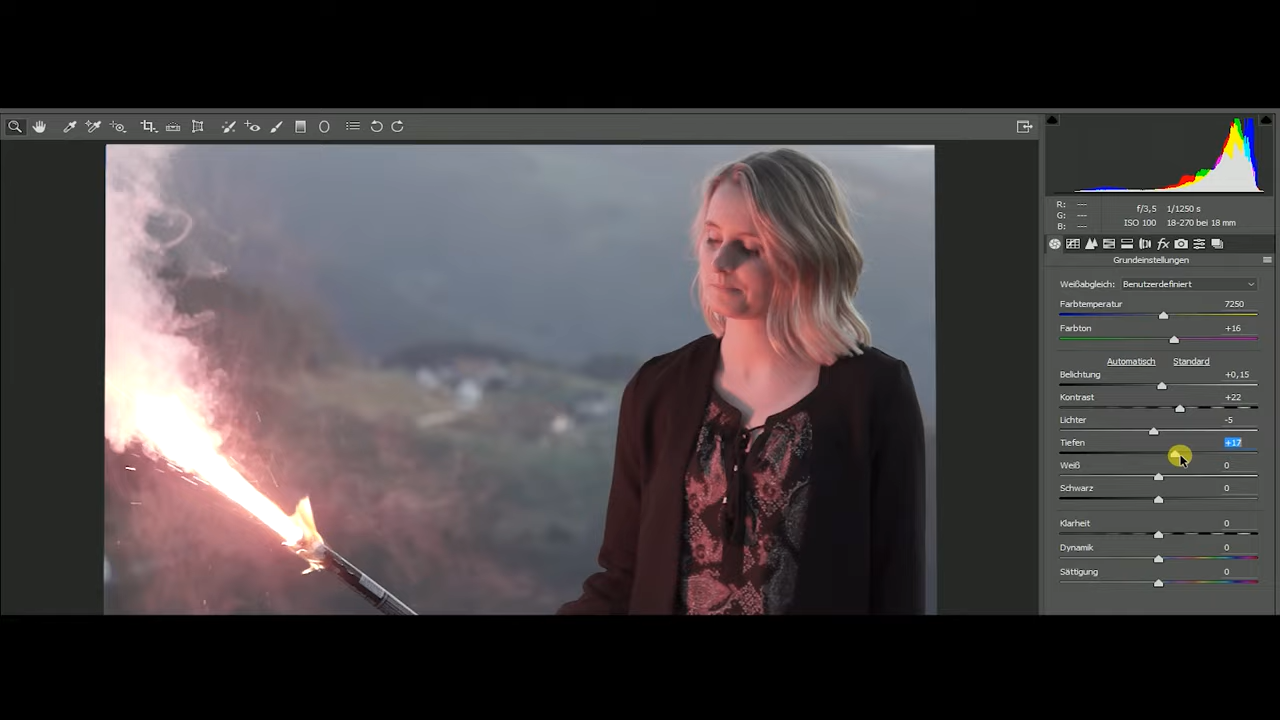 R: ---
G: ---
B: ---
f/3,5 1/1250 s
ISO 100 18-270 bei 18 mm
fx
Grundeinstellungen
Weißabgleich: Benutzerdefiniert
Farbtemperatur 7250
Farbton +16
Automatisch Standard
Belichtung +0,15
Kontrast +22
Lichter -5
Tiefen +17
Weiß 0
Schwarz 0
Klarheit 0
Dynamik 0
Sättigung 0